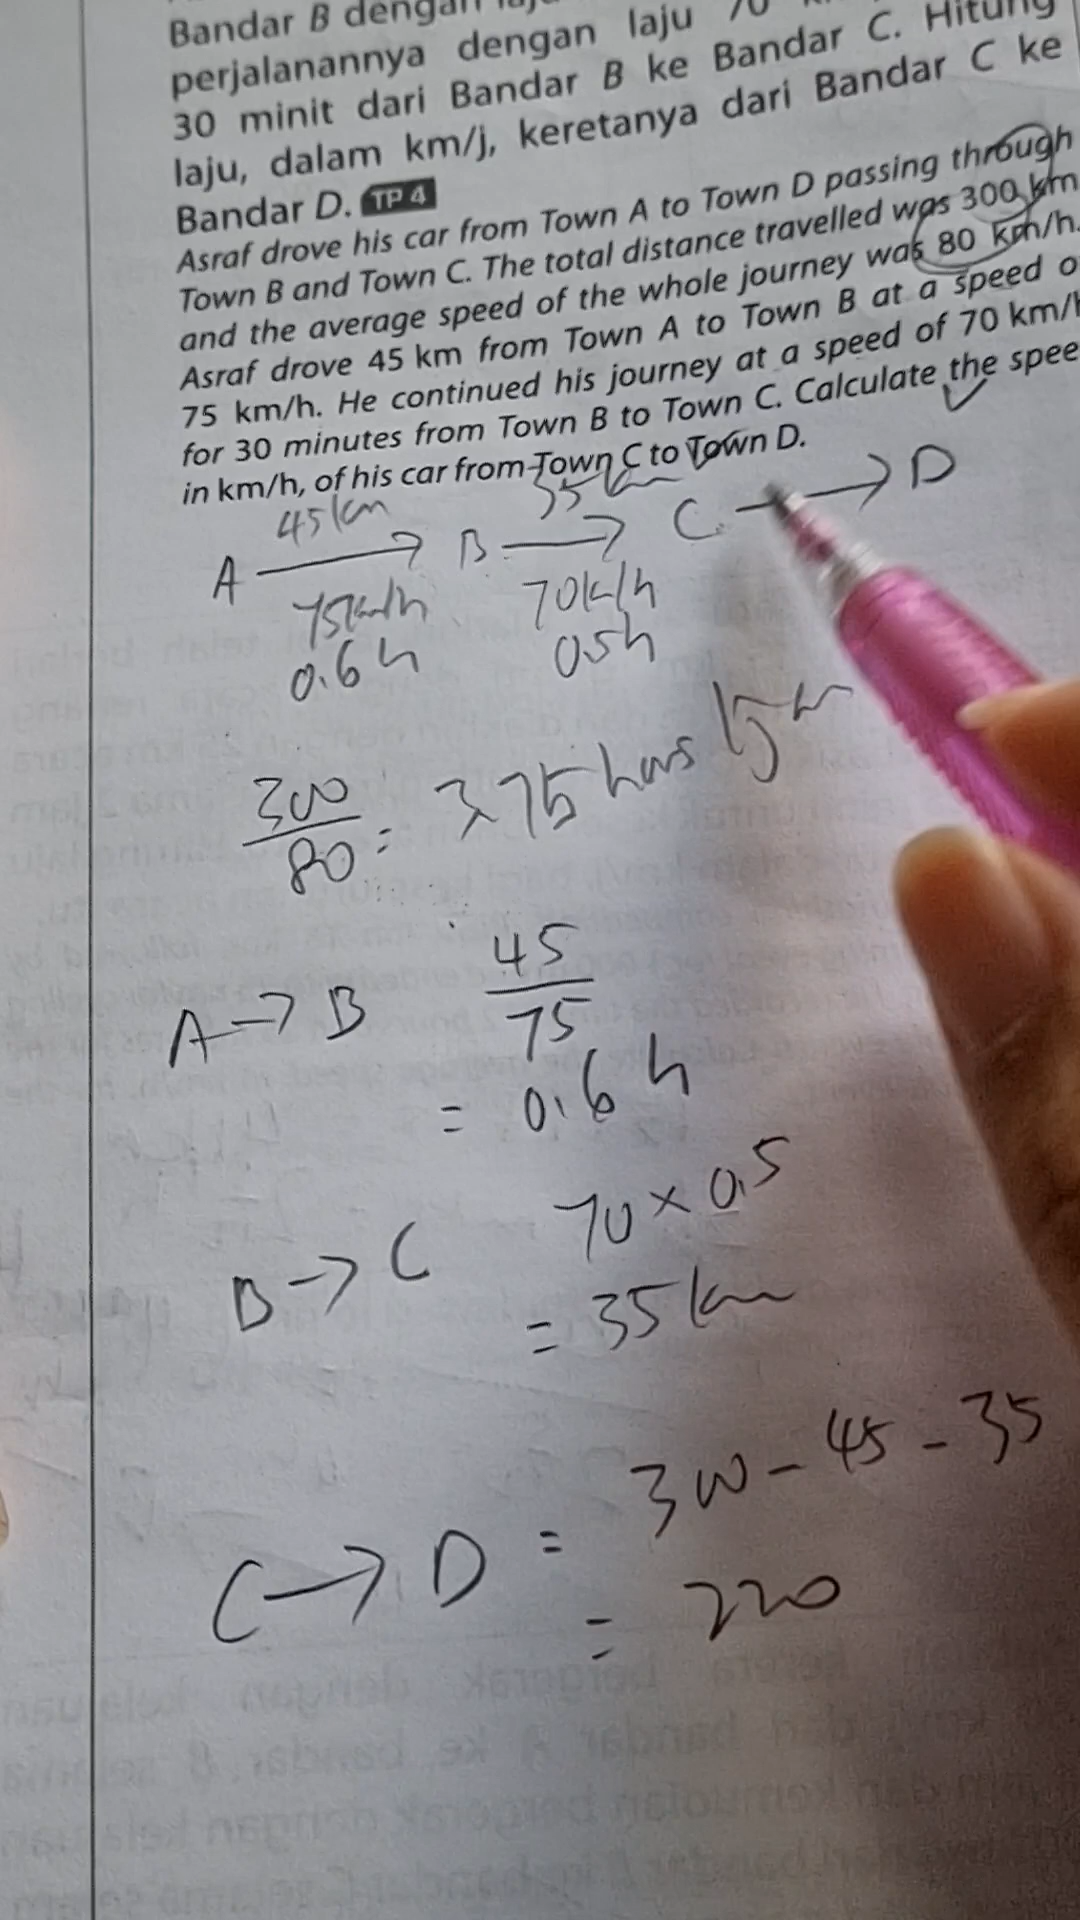 Bandar B dengan
perjalanannya dengan laju 70
30 minit dari Bandar B ke Bandar C. Hitung
laju, dalam km/j, keretanya dari Bandar C ke
Bandar D. TP 4
Asraf drove his car from Town A to Town D passing through
Town B and Town C. The total distance travelled was 300 km
and the average speed of the whole journey was 80 km/h.
Asraf drove 45 km from Town A to Town B at a speed o
75 km/h. He continued his journey at a speed of 70 km/h
for 30 minutes from Town B to Town C. Calculate the spee
in km/h, of his car from Town C to Town D.
45km 35km
A → B → C → D
75km/h 70k/h
0.6h 0.5h
300/80 = 3.75 hours
A → B 45/75
= 0.6 h
B → C 70 × 0.5
= 35 km
C → D = 300 - 45 - 35
= 220